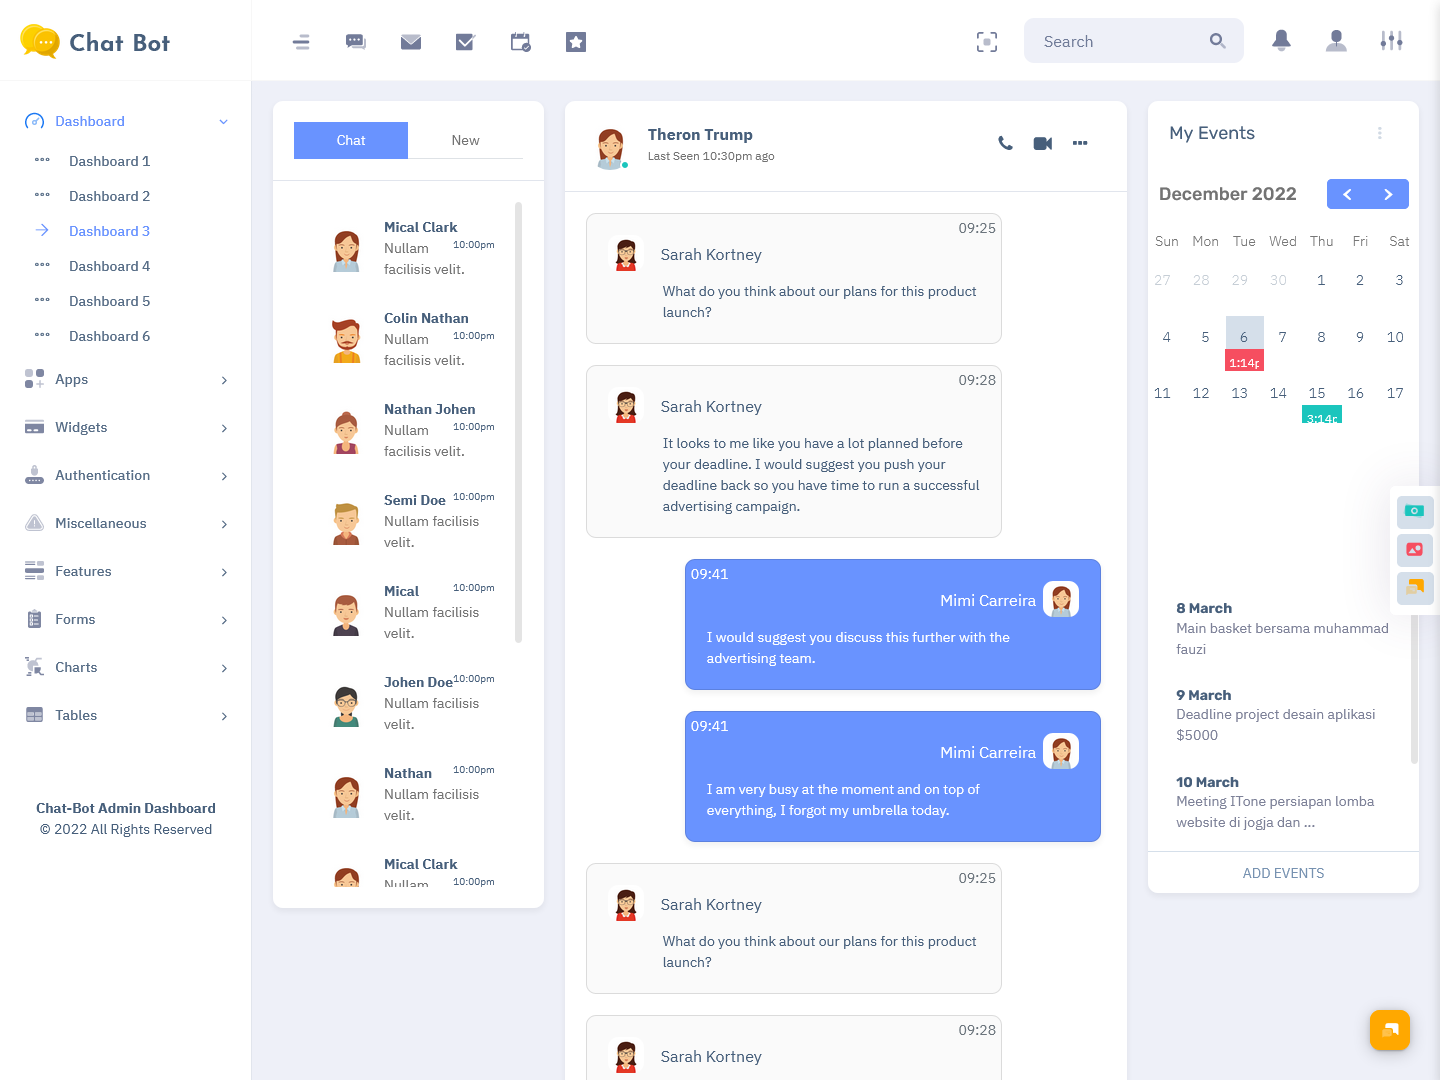 Chat Bot
Search
Dashboard
Dashboard 1
Dashboard 2
Dashboard 3
Dashboard 4
Dashboard 5
Dashboard 6
Apps
Widgets
Authentication
Miscellaneous
Features
Forms
Charts
Tables
Chat-Bot Admin Dashboard
© 2022 All Rights Reserved
Chat New
Mical Clark
Nullam 10:00pm
facilisis velit.
Colin Nathan
Nullam 10:00pm
facilisis velit.
Nathan Johen
Nullam 10:00pm
facilisis velit.
Semi Doe 10:00pm
Nullam facilisis
velit.
Mical 10:00pm
Nullam facilisis
velit.
Johen Doe 10:00pm
Nullam facilisis
velit.
Nathan 10:00pm
Nullam facilisis
velit.
Mical Clark
Nullam 10:00pm
Theron Trump
Last Seen 10:30pm ago
09:25
Sarah Kortney
What do you think about our plans for this product
launch?
09:28
Sarah Kortney
It looks to me like you have a lot planned before
your deadline. I would suggest you push your
deadline back so you have time to run a successful
advertising campaign.
09:41
Mimi Carreira
I would suggest you discuss this further with the
advertising team.
09:41
Mimi Carreira
I am very busy at the moment and on top of
everything, I forgot my umbrella today.
09:25
Sarah Kortney
What do you think about our plans for this product
launch?
09:28
Sarah Kortney
My Events
December 2022
Sun Mon Tue Wed Thu Fri Sat
27 28 29 30 1 2 3
4 5 6 7 8 9 10
1:14p
11 12 13 14 15 16 17
3:14p
8 March
Main basket bersama muhammad
fauzi
9 March
Deadline project desain aplikasi
$5000
10 March
Meeting ITone persiapan lomba
website di jogja dan ...
ADD EVENTS